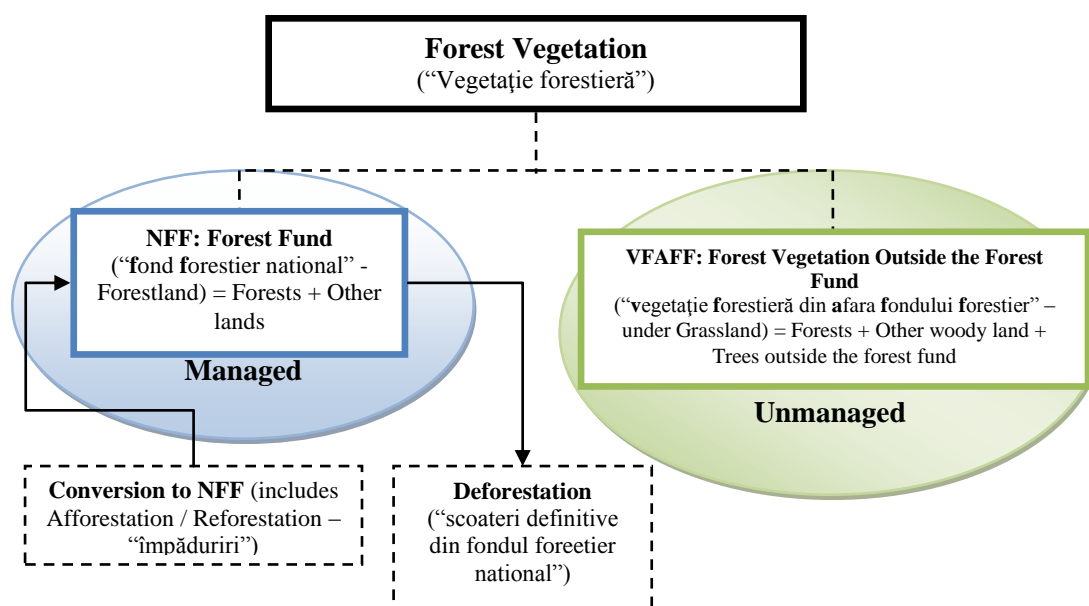 Forest Vegetation
(“Vegetaţie forestieră”)
NFF: Forest Fund
(“fond forestier national” -
Forestland) = Forests + Other
lands
Managed
VFAFF: Forest Vegetation Outside the Forest
Fund
(“vegetaţie forestieră din afara fondului forestier” –
under Grassland) = Forests + Other woody land +
Trees outside the forest fund
Unmanaged
Conversion to NFF (includes
Afforestation / Reforestation –
“împăduriri”)
Deforestation
(“scoateri definitive
din fondul foreetier
national”)